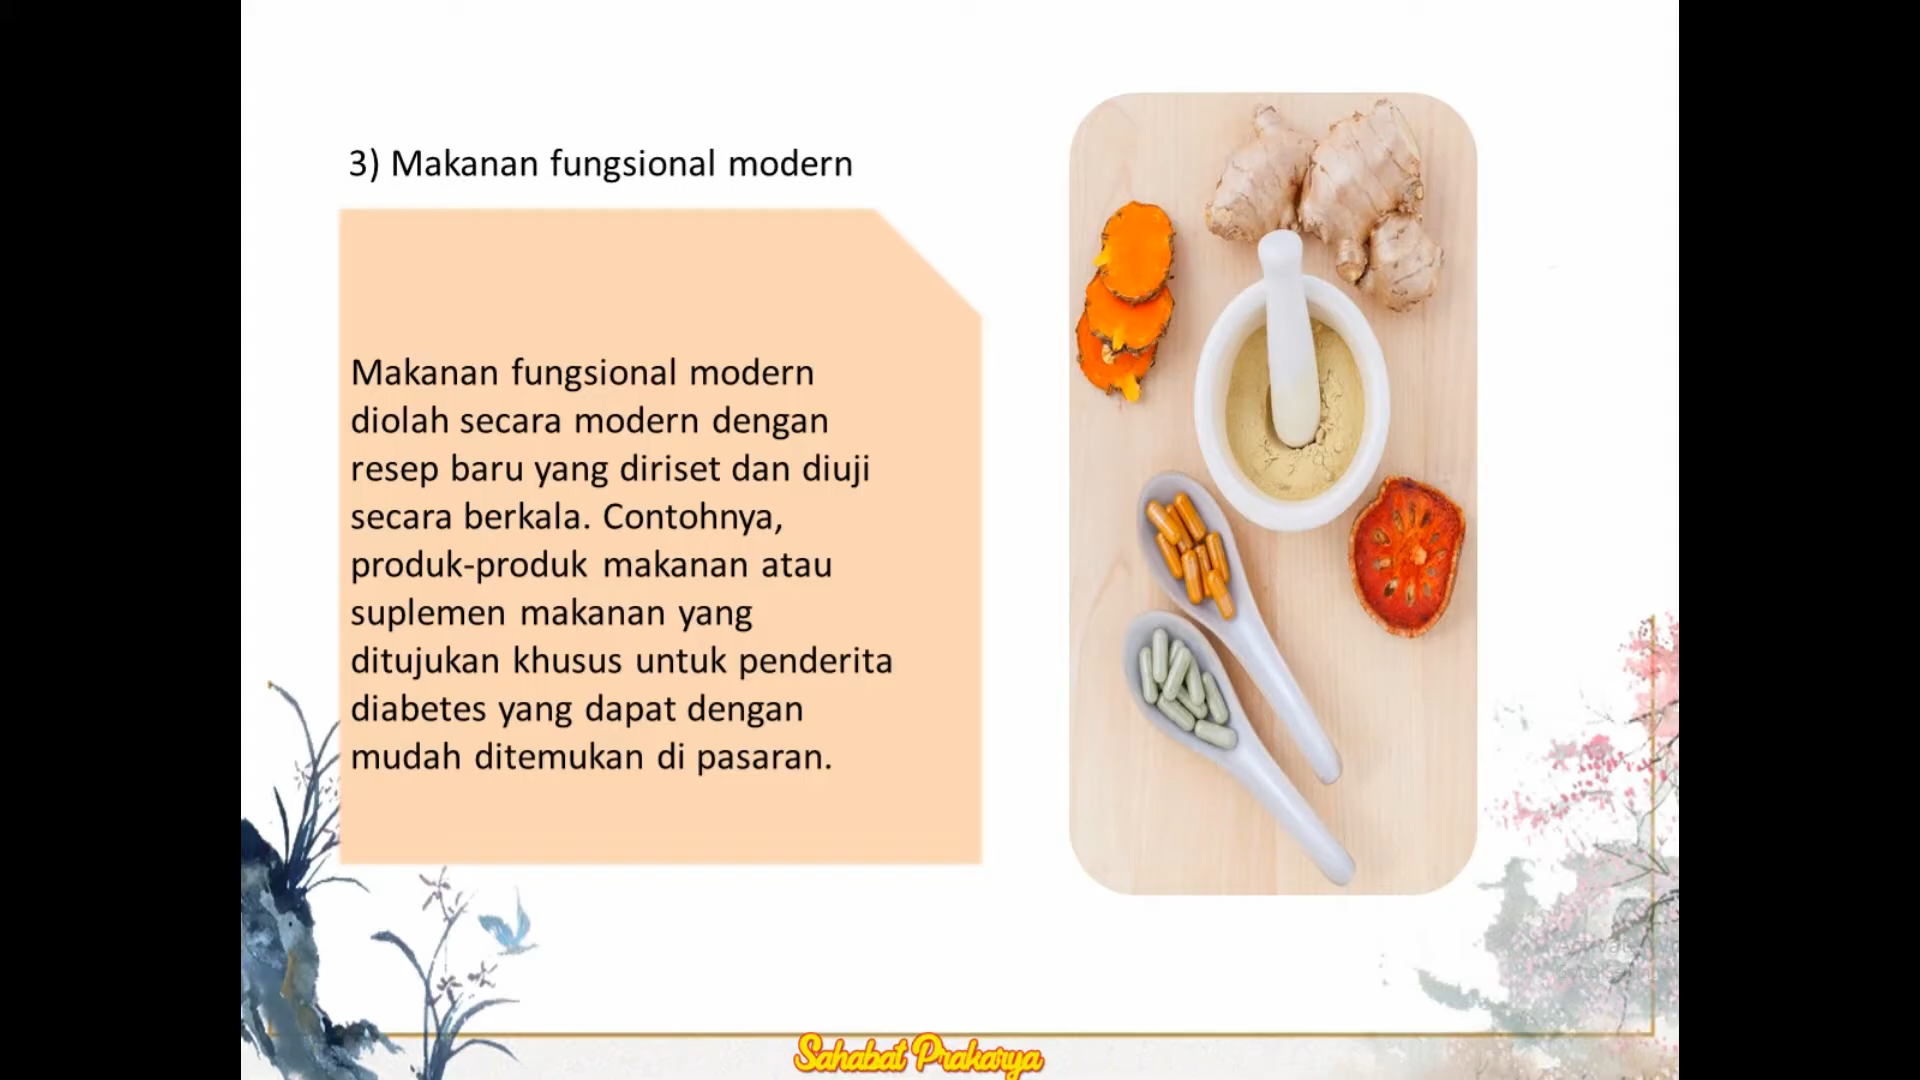 3) Makanan fungsional modern
Makanan fungsional modern
diolah secara modern dengan
resep baru yang diriset dan diuji
secara berkala. Contohnya,
produk-produk makanan atau
suplemen makanan yang
ditujukan khusus untuk penderita
diabetes yang dapat dengan
mudah ditemukan di pasaran.
Sahabat Prakarya